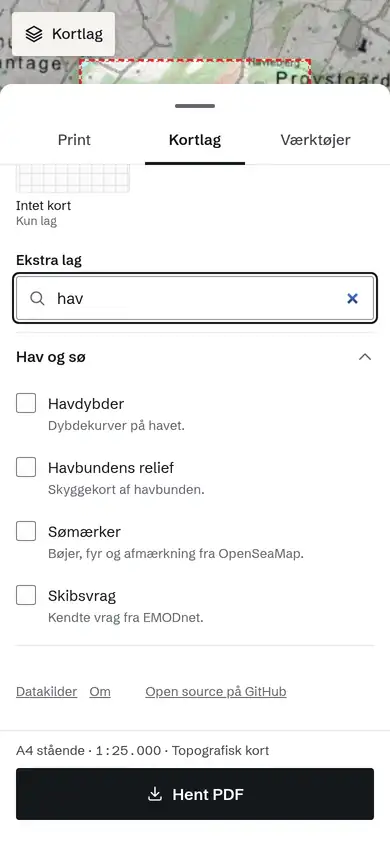 Kortlag
antage
Provstgård
Print
Kortlag
Værktøjer
Intet kort
Kun lag
Ekstra lag
hav
Hav og sø
Havdybder
Dybdekurver på havet.
Havbundens relief
Skyggekort af havbunden.
Sømærker
Bøjer, fyr og afmærkning fra OpenSeaMap.
Skibsvrag
Kendte vrag fra EMODnet.
Datakilder Om Open source på GitHub
A4 stående · 1:25.000 · Topografisk kort
Hent PDF